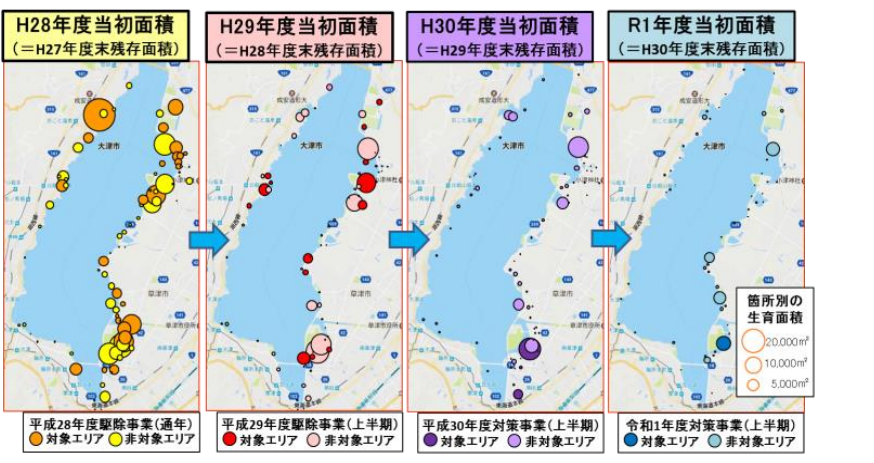 H28年度当初面積
(＝H27年度末残存面積)
H29年度当初面積
(＝H28年度末残存面積)
H30年度当初面積
(＝H29年度末残存面積)
R1年度当初面積
(＝H30年度末残存面積)
大津市
大津市
大津市
大津市
草津市
草津市
草津市
草津市
草津市役所
箇所別の
生育面積
20,000m²
10,000m²
5,000m²
平成28年度駆除事業(通年)
対象エリア
非対象エリア
平成29年度駆除事業(上半期)
対象エリア
非対象エリア
平成30年度対策事業(上半期)
対象エリア
非対象エリア
令和1年度対策事業(上半期)
対象エリア
非対象エリア